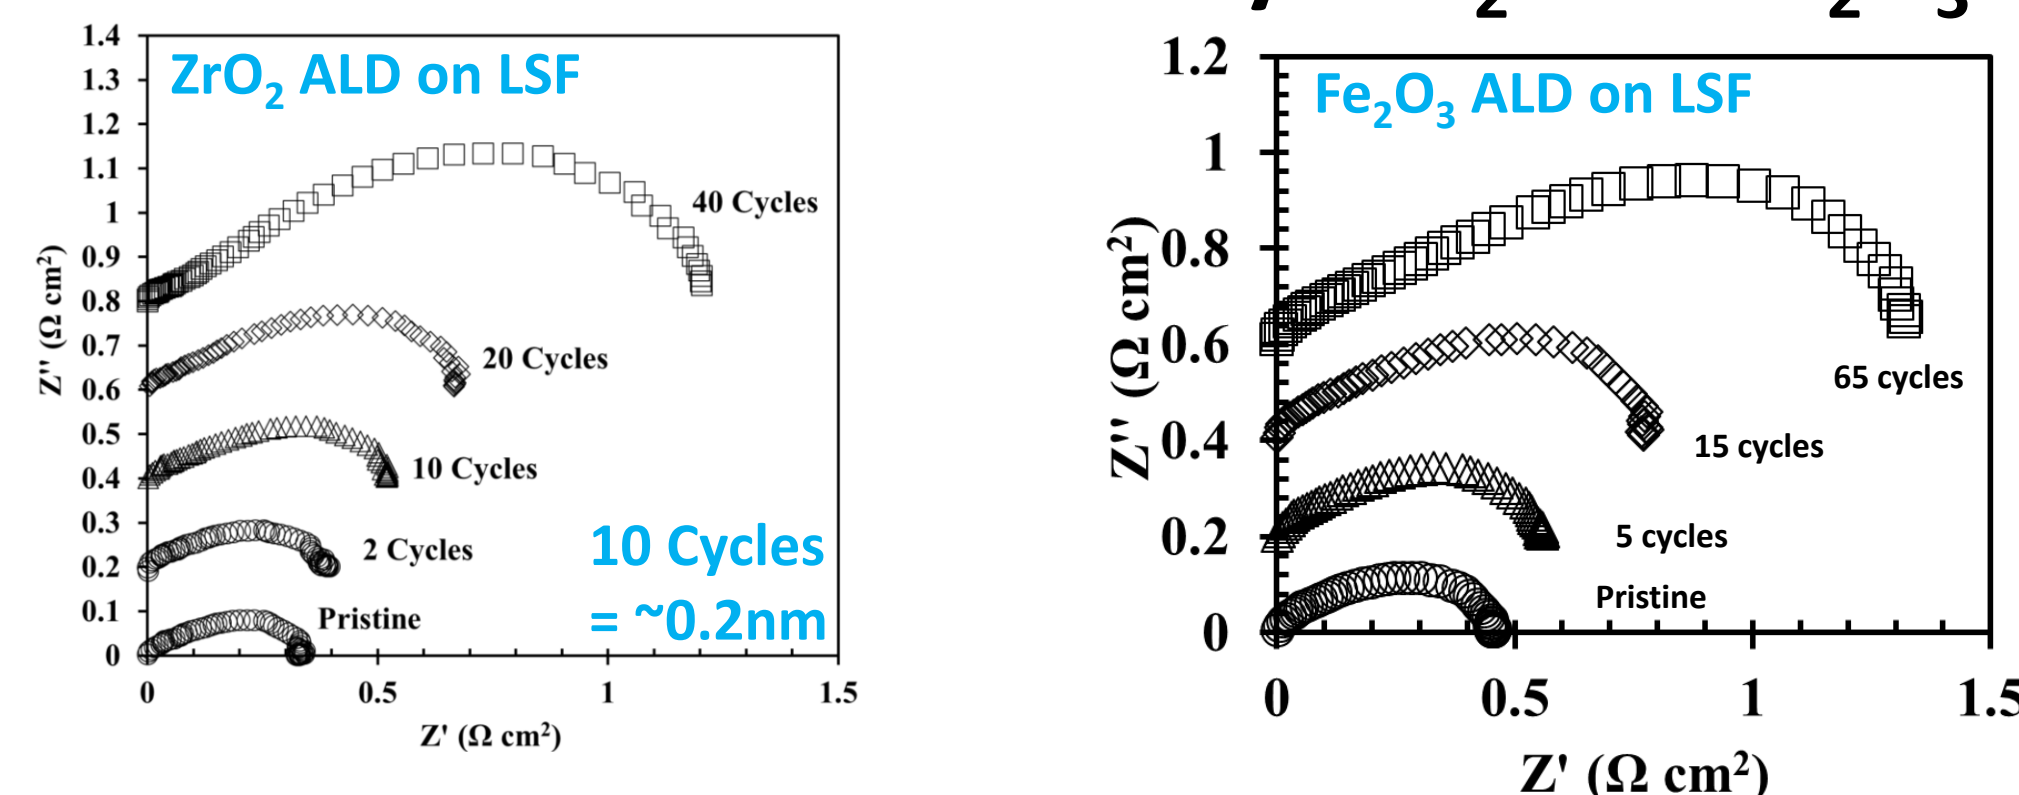 ZrO₂ ALD on LSF
1.4
1.3
1.2
1.1
1
0.9
0.8
0.7
0.6
0.5
0.4
0.3
0.2
0.1
0
Z'' (Ω cm²)
40 Cycles
20 Cycles
10 Cycles
2 Cycles
Pristine
10 Cycles
= ~0.2nm
0 0.5 1 1.5
Z' (Ω cm²)
2 2 3
Fe₂O₃ ALD on LSF
1.2
1
0.8
0.6
0.4
0.2
0
Z'' (Ω cm²)
65 cycles
15 cycles
5 cycles
Pristine
0 0.5 1 1.5
Z' (Ω cm²)